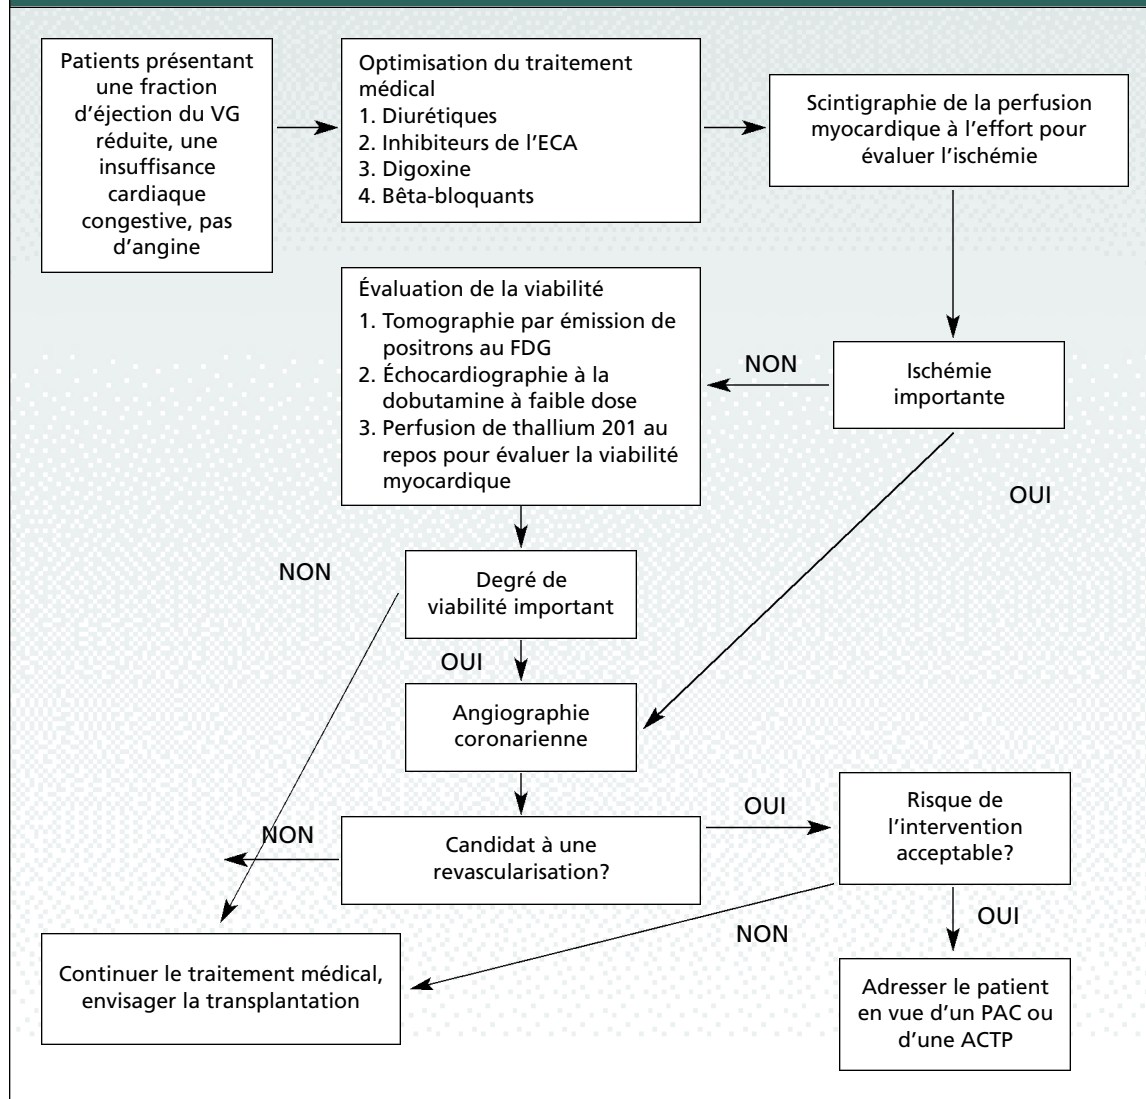 Patients présentant
une fraction
d'éjection du VG
réduite, une
insuffisance
cardiaque
congestive, pas
d'angine
Optimisation du traitement
médical
1. Diurétiques
2. Inhibiteurs de l'ECA
3. Digoxine
4. Bêta-bloquants
Scintigraphie de la perfusion
myocardique à l'effort pour
évaluer l'ischémie
Ischémie
importante
NON
OUI
Évaluation de la viabilité
1. Tomographie par émission de
positrons au FDG
2. Échocardiographie à la
dobutamine à faible dose
3. Perfusion de thallium 201 au
repos pour évaluer la viabilité
myocardique
NON
Degré de
viabilité important
OUI
Angiographie
coronarienne
NON
Candidat à une
revascularisation?
OUI
Risque de
l'intervention
acceptable?
NON
OUI
Continuer le traitement médical,
envisager la transplantation
Adresser le patient
en vue d'un PAC ou
d'une ACTP